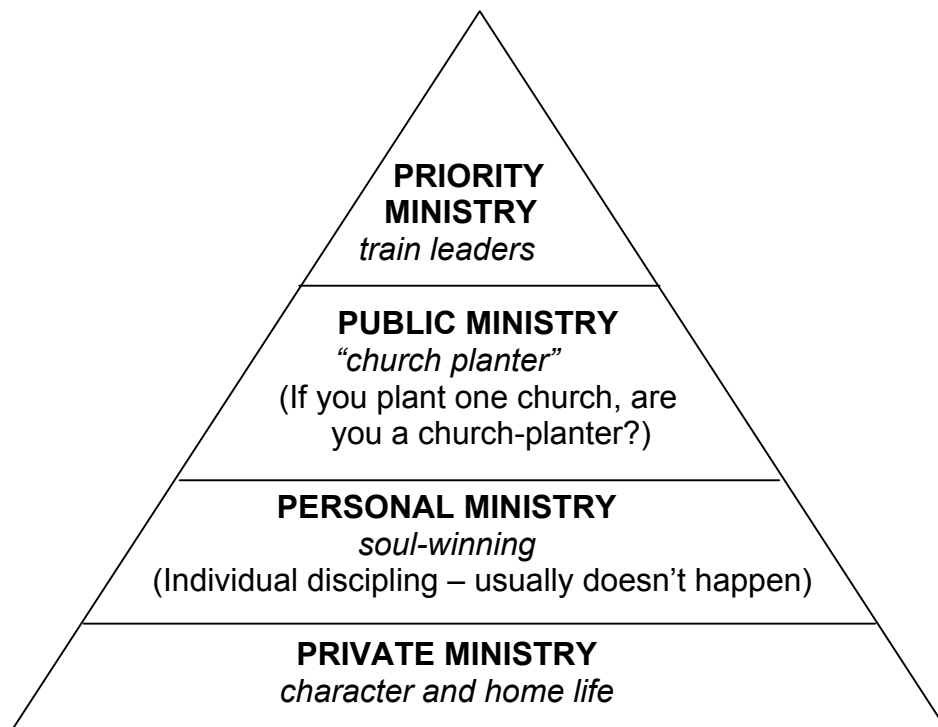 PRIORITY
MINISTRY
train leaders
PUBLIC MINISTRY
“church planter”
(If you plant one church, are
you a church-planter?)
PERSONAL MINISTRY
soul-winning
(Individual discipling – usually doesn’t happen)
PRIVATE MINISTRY
character and home life